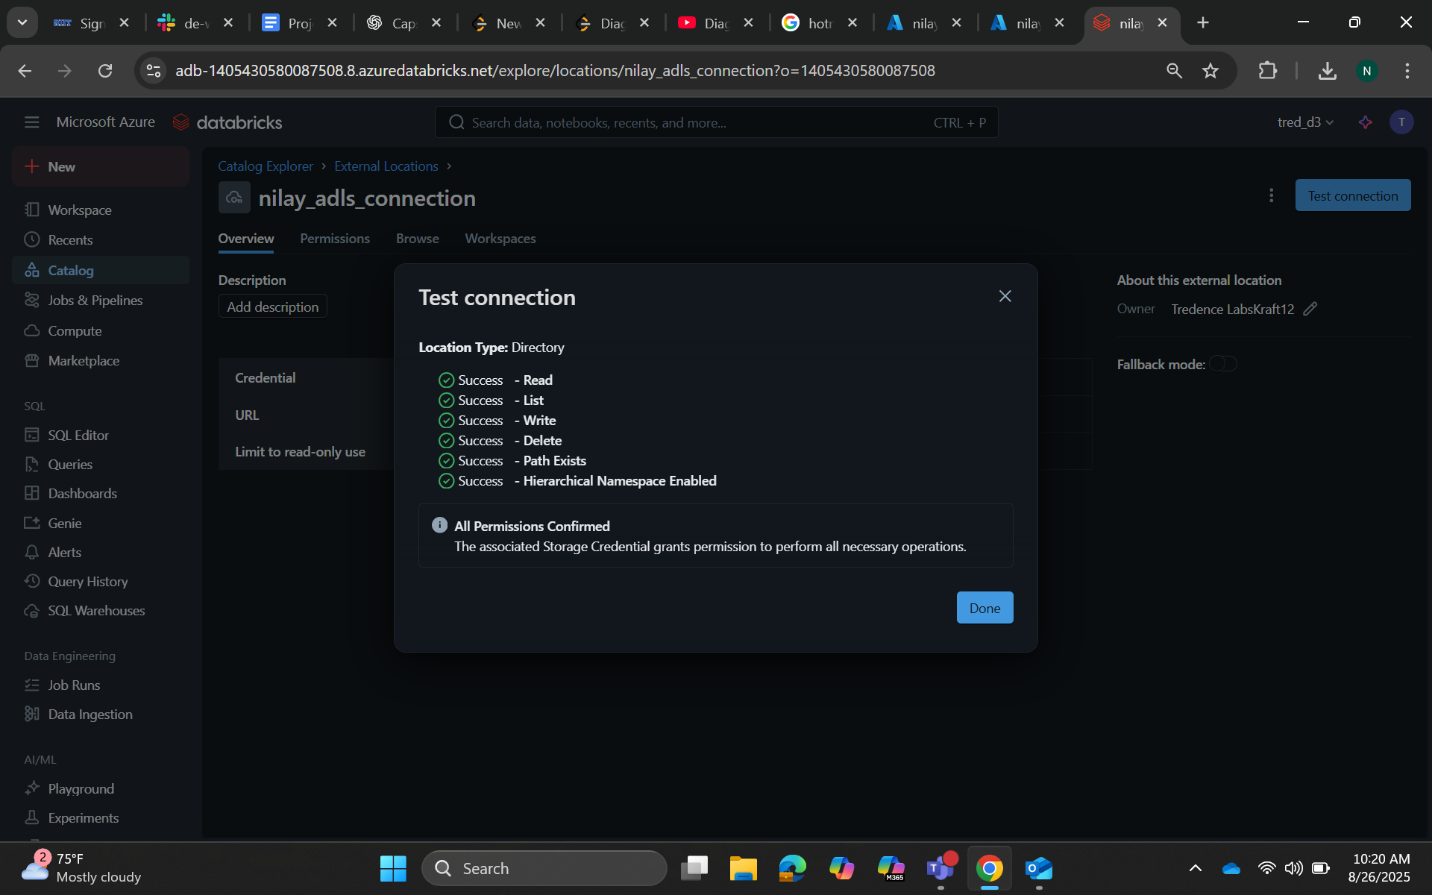 Sign
de-v
Proj
Cap
New
Diag
Diag
hotr
nilay
nilay
nilay
adb-1405430580087508.8.azuredatabricks.net/explore/locations/nilay_adls_connection?o=1405430580087508
N
Microsoft Azure databricks
Search data, notebooks, recents, and more... CTRL + P
tred_d3
T
New
Workspace
Recents
Catalog
Jobs & Pipelines
Compute
Marketplace
SQL
SQL Editor
Queries
Dashboards
Genie
Alerts
Query History
SQL Warehouses
Data Engineering
Job Runs
Data Ingestion
AI/ML
Playground
Experiments
Catalog Explorer › External Locations ›
nilay_adls_connection
Test connection
Overview Permissions Browse Workspaces
Description
Add description
Credential
URL
Limit to read-only use
About this external location
Owner Tredence LabsKraft12
Fallback mode:
Test connection
Location Type: Directory
Success - Read
Success - List
Success - Write
Success - Delete
Success - Path Exists
Success - Hierarchical Namespace Enabled
All Permissions Confirmed
The associated Storage Credential grants permission to perform all necessary operations.
Done
2
75°F
Mostly cloudy
Search
M365
10:20 AM
8/26/2025